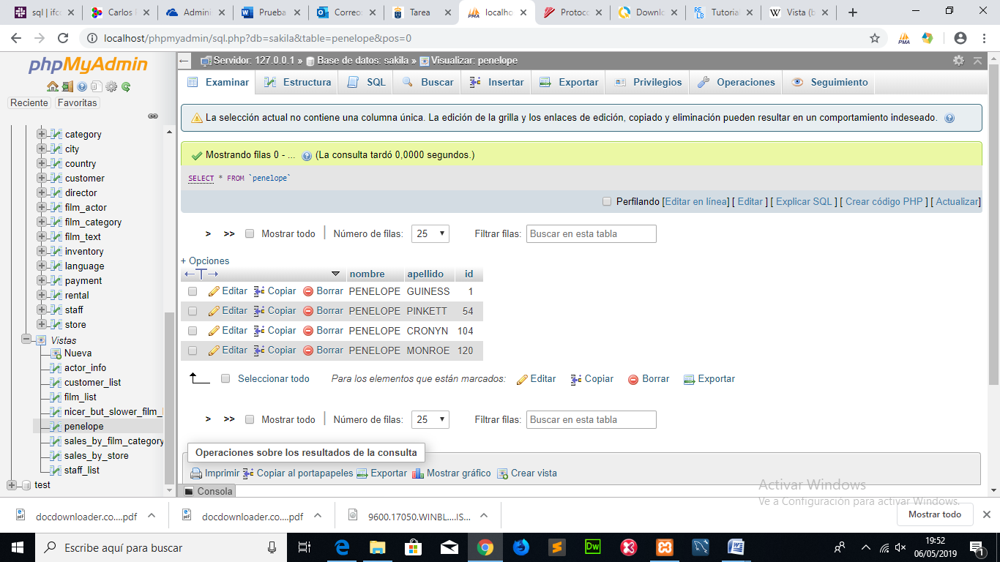 sql | ifc
Carlos
Admini
Prueba
Correo
Tarea
localho
Protoc
Downl
Tutoria
Vista (b
localhost/phpmyadmin/sql.php?db=sakila&table=penelope&pos=0
phpMyAdmin
Reciente Favoritas
category
city
country
customer
director
film_actor
film_category
film_text
inventory
language
payment
rental
staff
store
Vistas
Nueva
actor_info
customer_list
film_list
nicer_but_slower_film_
penelope
sales_by_film_category
sales_by_store
staff_list
test
Servidor: 127.0.0.1 » Base de datos: sakila » Visualizar: penelope
Examinar Estructura SQL Buscar Insertar Exportar Privilegios Operaciones Seguimiento
La selección actual no contiene una columna única. La edición de la grilla y los enlaces de edición, copiado y eliminación pueden resultar en un comportamiento indeseado.
Mostrando filas 0 - ... (La consulta tardó 0,0000 segundos.)
SELECT * FROM `penelope`
Perfilando [Editar en línea] [ Editar ] [ Explicar SQL ] [ Crear código PHP ] [ Actualizar]
> >> Mostrar todo | Número de filas: 25 Filtrar filas: Buscar en esta tabla
+ Opciones
nombre apellido id
Editar Copiar Borrar PENELOPE GUINESS 1
Editar Copiar Borrar PENELOPE PINKETT 54
Editar Copiar Borrar PENELOPE CRONYN 104
Editar Copiar Borrar PENELOPE MONROE 120
Seleccionar todo Para los elementos que están marcados: Editar Copiar Borrar Exportar
> >> Mostrar todo | Número de filas: 25 Filtrar filas: Buscar en esta tabla
Operaciones sobre los resultados de la consulta
Imprimir Copiar al portapapeles Exportar Mostrar gráfico Crear vista
Consola
Activar Windows
Ve a Configuración para activar Windows.
docdownloader.co....pdf
docdownloader.co....pdf
9600.17050.WINBL....IS...
Mostrar todo
Escribe aquí para buscar
19:52
06/05/2019